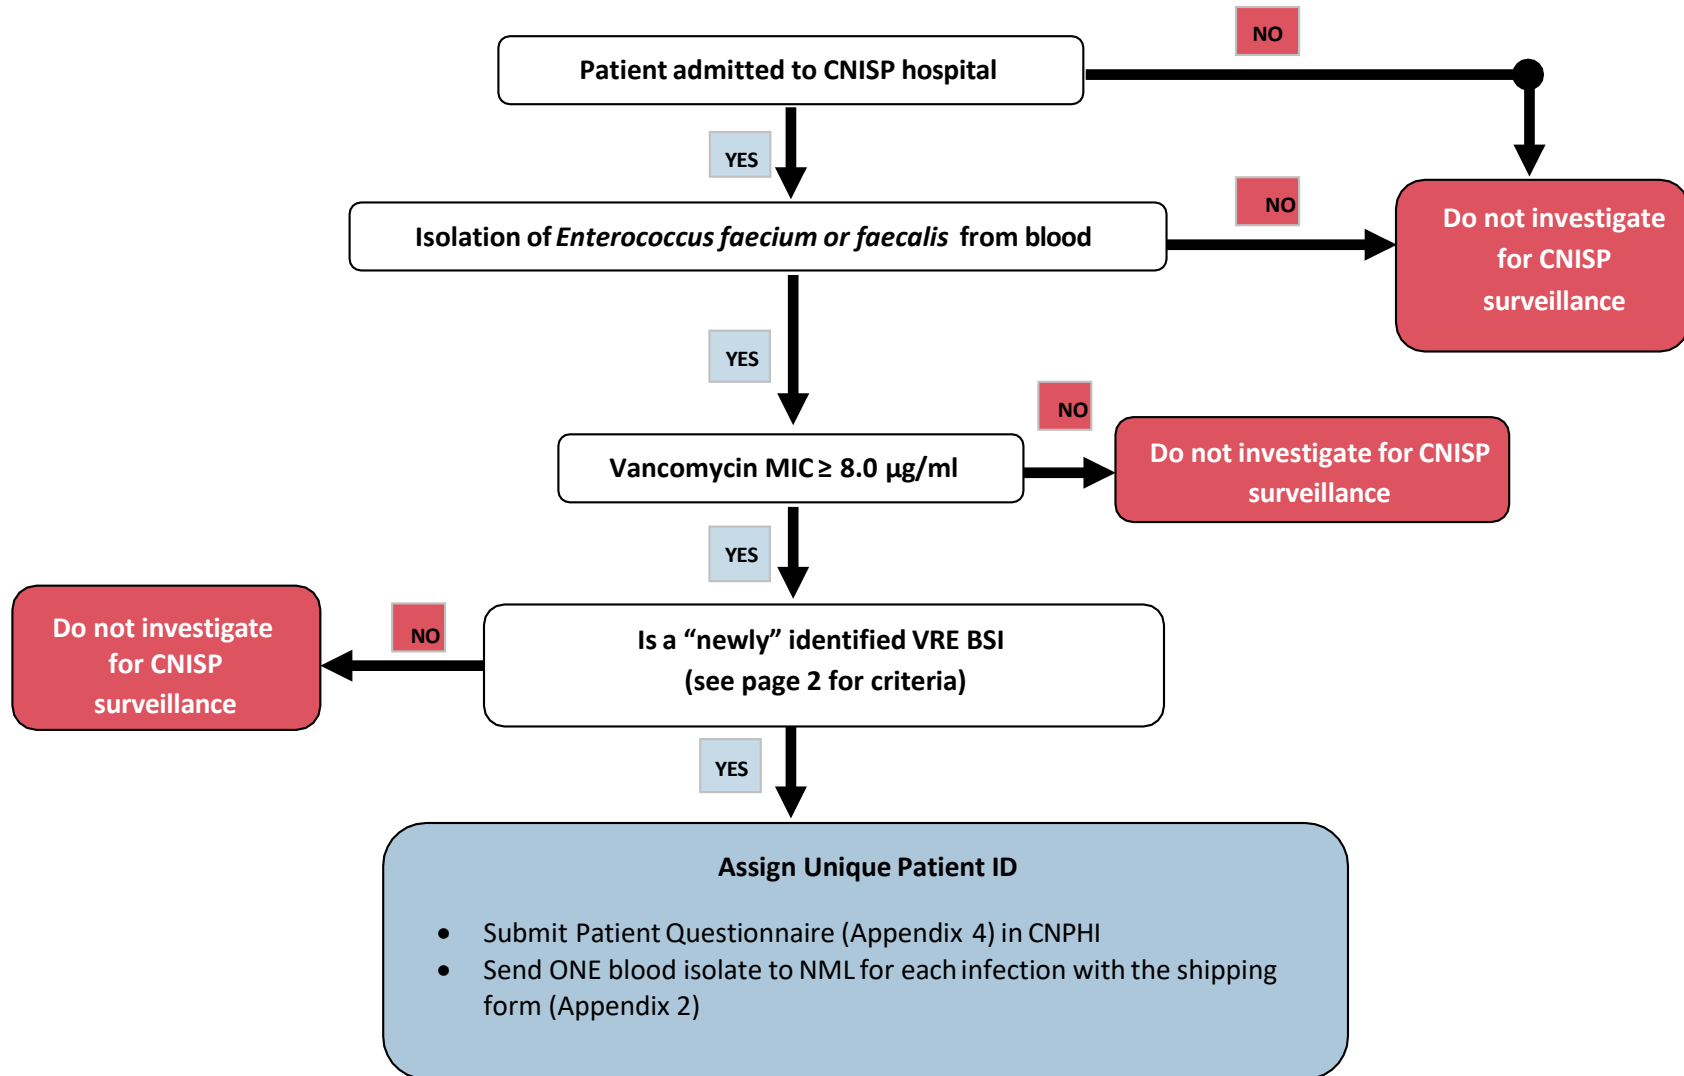 NO
Patient admitted to CNISP hospital
YES
NO
Isolation of Enterococcus faecium or faecalis from blood
Do not investigate
for CNISP
surveillance
YES
NO
Vancomycin MIC ≥ 8.0 µg/ml
Do not investigate for CNISP
surveillance
YES
NO
Do not investigate
for CNISP
surveillance
Is a “newly” identified VRE BSI
(see page 2 for criteria)
YES
Assign Unique Patient ID
• Submit Patient Questionnaire (Appendix 4) in CNPHI
• Send ONE blood isolate to NML for each infection with the shipping
form (Appendix 2)